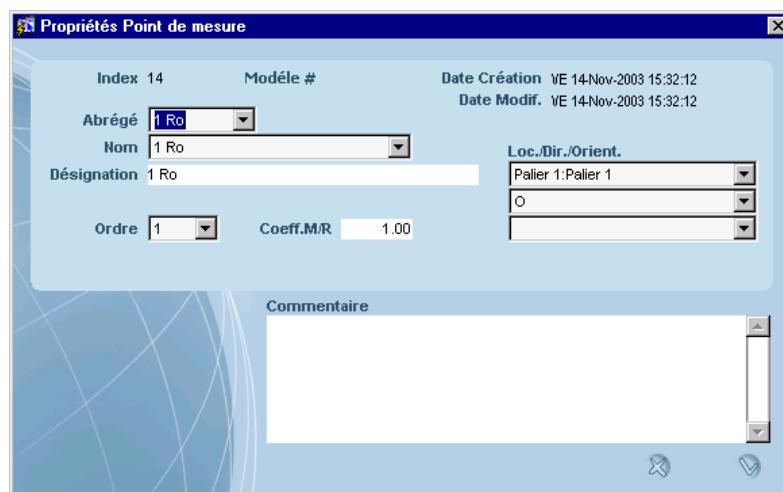 Propriétés Point de mesure
Index 14 Modéle # Date Création VE 14-Nov-2003 15:32:12
Date Modif. VE 14-Nov-2003 15:32:12
Abrégé 1 Ro
Nom 1 Ro
Loc./Dir./Orient.
Désignation 1 Ro
Palier 1:Palier 1
O
Ordre 1 Coeff.M/R 1.00
Commentaire